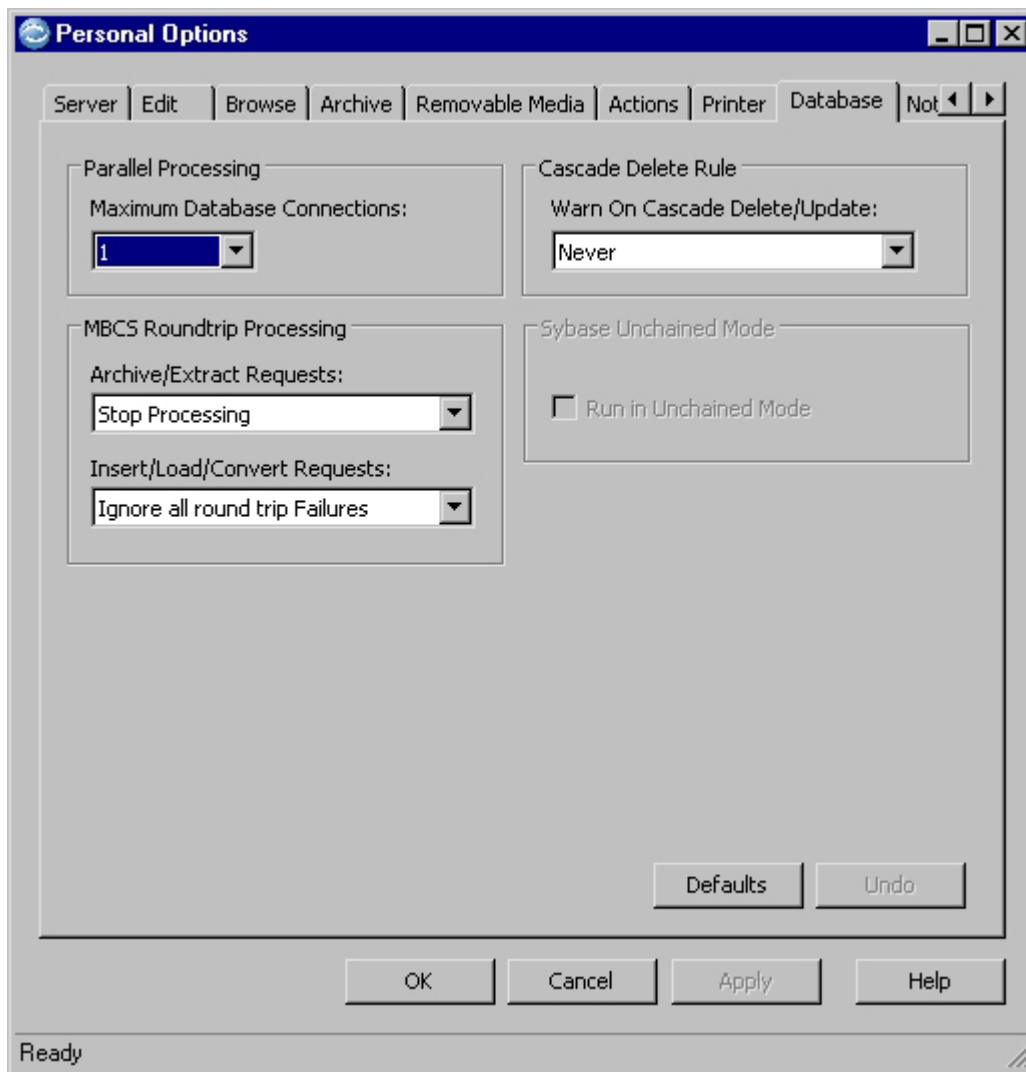 Personal Options
Server Edit Browse Archive Removable Media Actions Printer Database Not
Parallel Processing
Maximum Database Connections:
1
Cascade Delete Rule
Warn On Cascade Delete/Update:
Never
MBCS Roundtrip Processing
Archive/Extract Requests:
Stop Processing
Insert/Load/Convert Requests:
Ignore all round trip Failures
Sybase Unchained Mode
Run in Unchained Mode
Defaults Undo
OK Cancel Apply Help
Ready